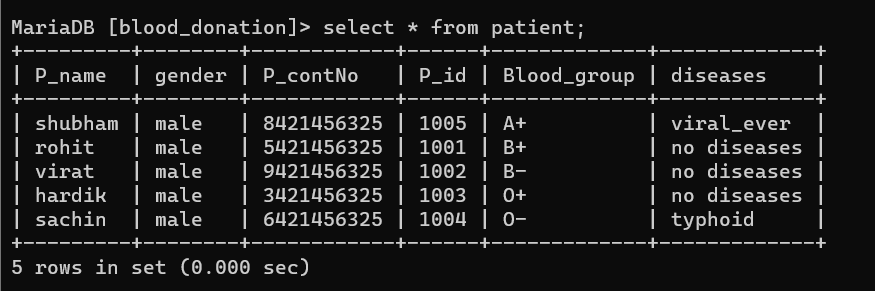 MariaDB [blood_donation]> select * from patient;
+---------+--------+------------+------+-------------+-------------+
| P_name | gender | P_contNo | P_id | Blood_group | diseases |
+---------+--------+------------+------+-------------+-------------+
| shubham | male | 8421456325 | 1005 | A+ | viral_ever |
| rohit | male | 5421456325 | 1001 | B+ | no diseases |
| virat | male | 9421456325 | 1002 | B- | no diseases |
| hardik | male | 3421456325 | 1003 | O+ | no diseases |
| sachin | male | 6421456325 | 1004 | O- | typhoid |
+---------+--------+------------+------+-------------+-------------+
5 rows in set (0.000 sec)